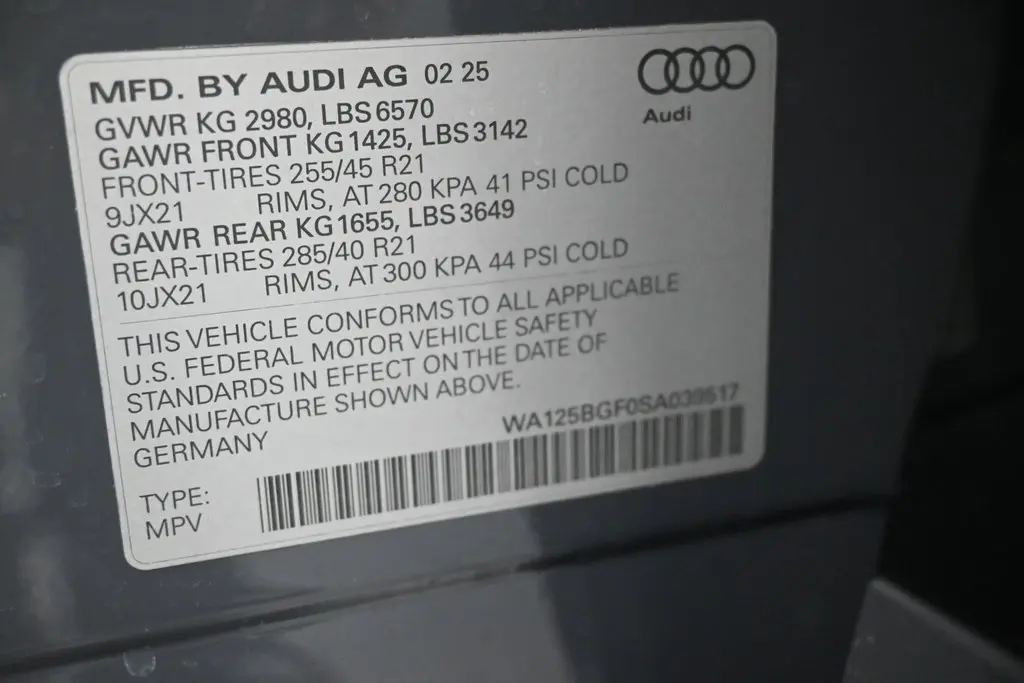 MFD. BY AUDI AG 02 25
Audi
GVWR KG 2980, LBS 6570
GAWR FRONT KG 1425, LBS 3142
FRONT-TIRES 255/45 R21
9JX21 RIMS, AT 280 KPA 41 PSI COLD
GAWR REAR KG 1655, LBS 3649
REAR-TIRES 285/40 R21
10JX21 RIMS, AT 300 KPA 44 PSI COLD
THIS VEHICLE CONFORMS TO ALL APPLICABLE
U.S. FEDERAL MOTOR VEHICLE SAFETY
STANDARDS IN EFFECT ON THE DATE OF
MANUFACTURE SHOWN ABOVE.
GERMANY
WA125BGF0SA039517
TYPE:
MPV